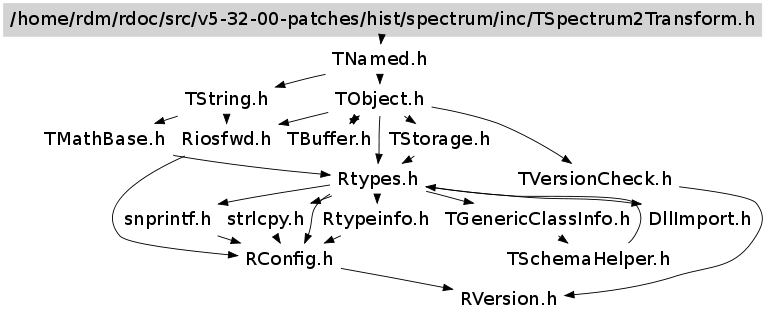 /home/rdm/rdoc/src/v5-32-00-patches/hist/spectrum/inc/TSpectrum2Transform.h
TNamed.h
TString.h TObject.h
TMathBase.h Riosfwd.h TBuffer.h TStorage.h
Rtypes.h TVersionCheck.h
snprintf.h strlcpy.h Rtypeinfo.h TGenericClassInfo.h DllImport.h
RConfig.h TSchemaHelper.h
RVersion.h